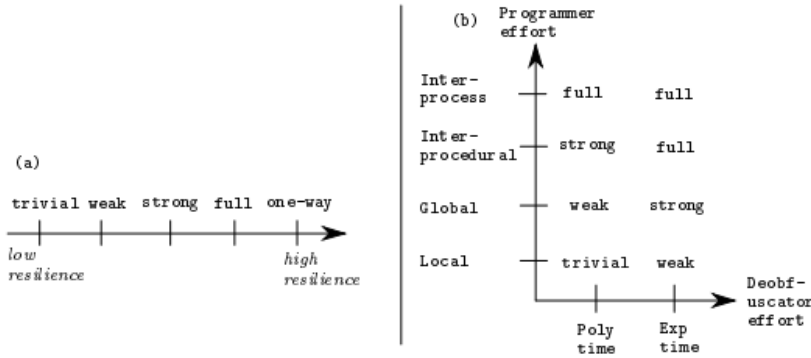 (a)
trivial weak strong full one-way
low
resilience
high
resilience
(b)
Programmer
effort
Inter-
process
full full
Inter-
procedural
strong full
Global
weak strong
Local
trivial weak
Poly
time
Exp
time
Deobf-
uscator
effort